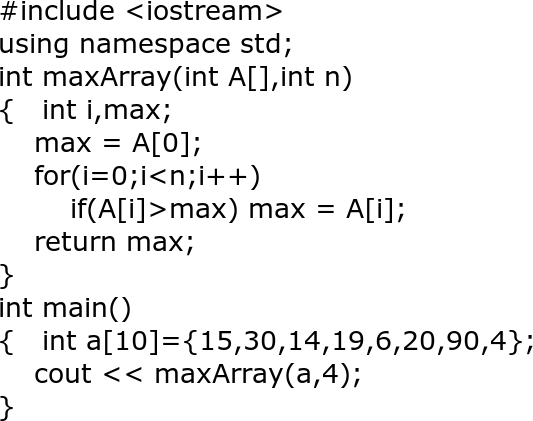 #include <iostream>
using namespace std;
int maxArray(int A[],int n)
{   int i,max;
    max = A[0];
    for(i=0;i<n;i++)
        if(A[i]>max) max = A[i];
    return max;
}
int main()
{   int a[10]={15,30,14,19,6,20,90,4};
    cout << maxArray(a,4);
}